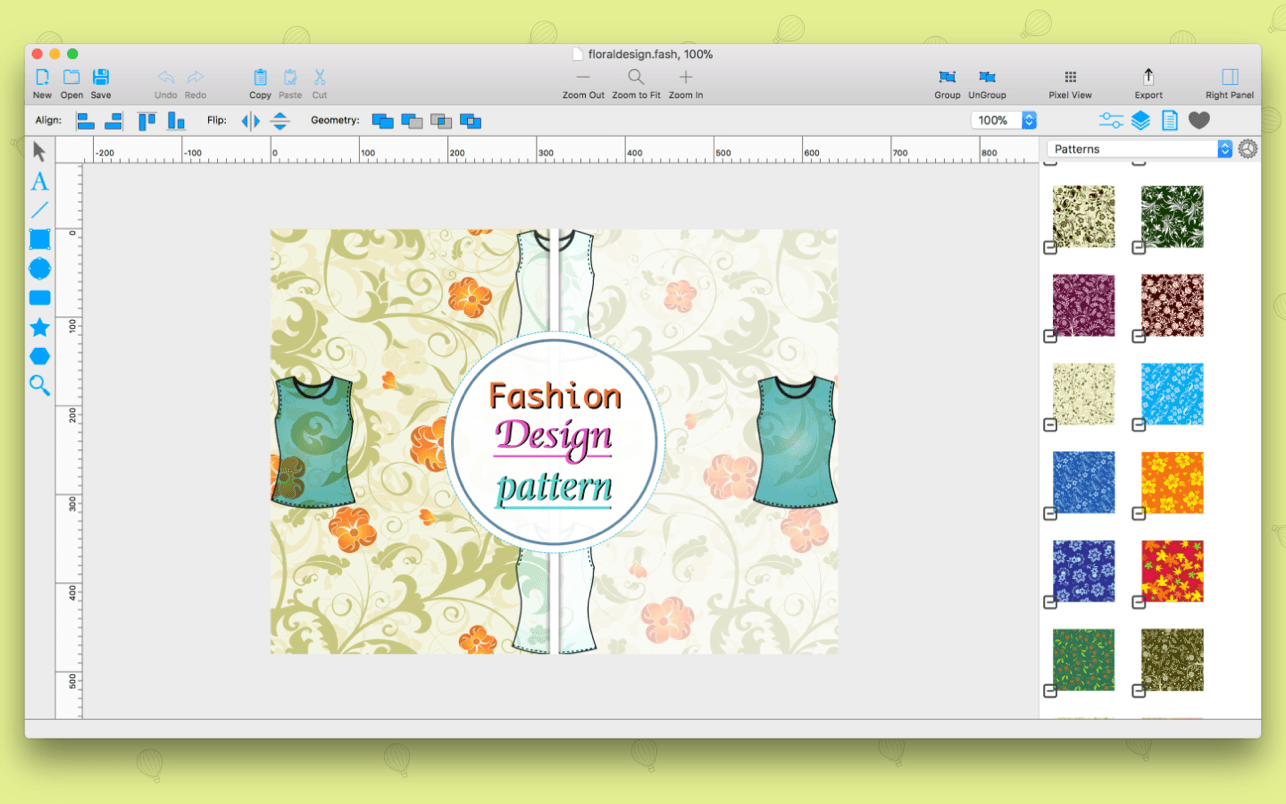 floraldesign.fash, 100%
New Open Save Undo Redo Copy Paste Cut Zoom Out Zoom to Fit Zoom In Group UnGroup Pixel View Export Right Panel
Align: Flip: Geometry: 100%
Patterns
-200 -100 0 100 200 300 400 500 600 700 800
A
0
100
200
300
400
500
Fashion
Design
pattern